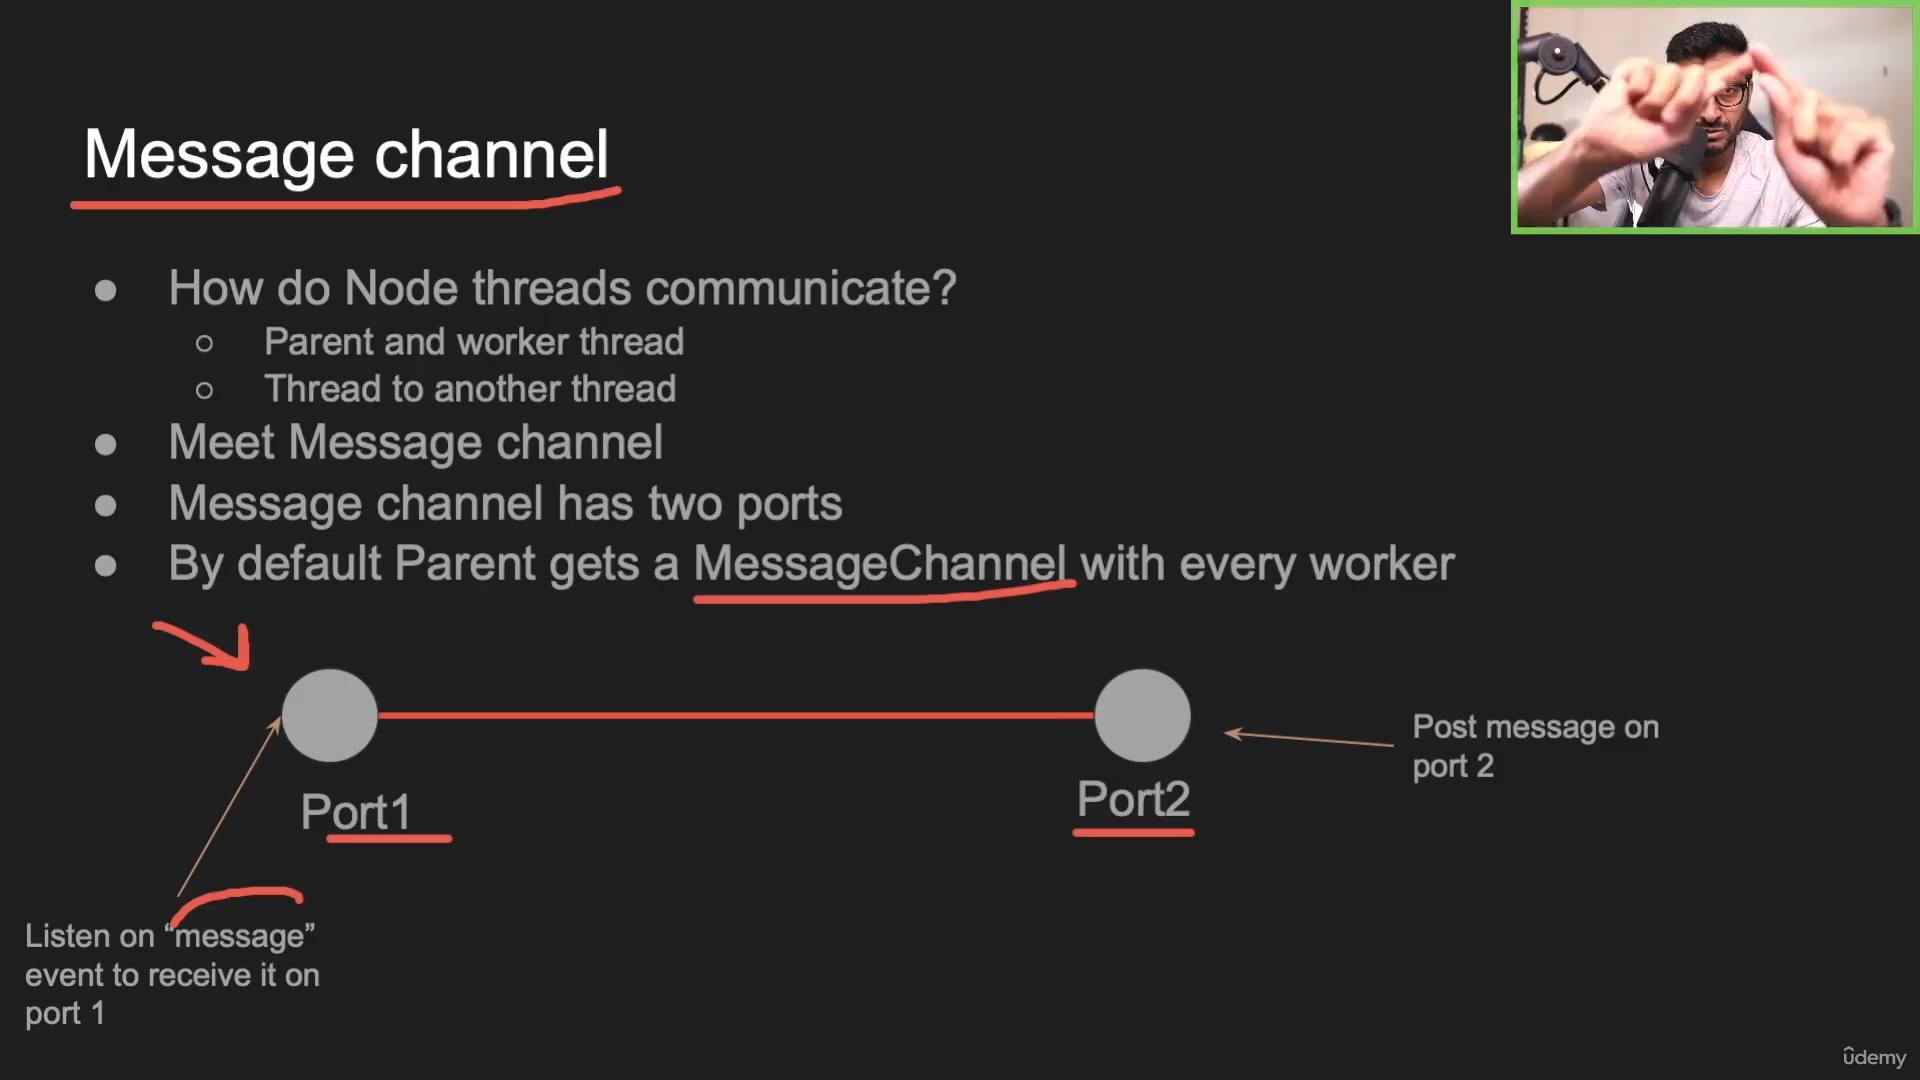 Message channel
● How do Node threads communicate?
○ Parent and worker thread
○ Thread to another thread
● Meet Message channel
● Message channel has two ports
● By default Parent gets a MessageChannel with every worker
Post message on
port 2
Port1
Port2
Listen on “message”
event to receive it on
port 1
ûdemy